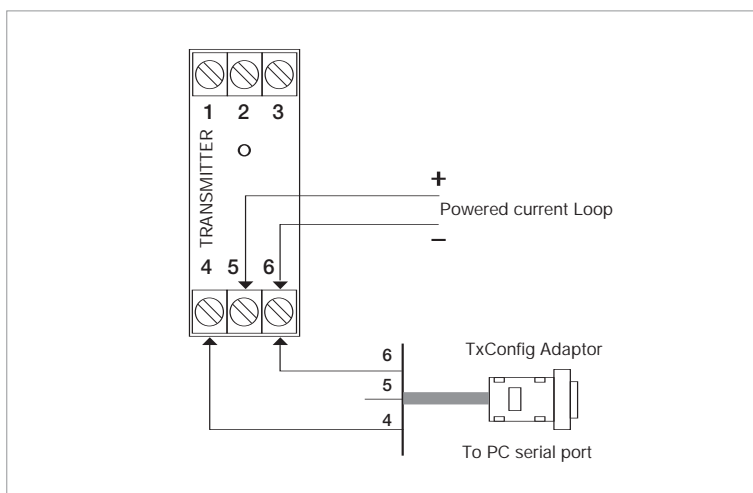 1 2 3
TRANSMITTER
4 5 6
+
Powered current Loop
−
6
5
4
TxConfig Adaptor
To PC serial port